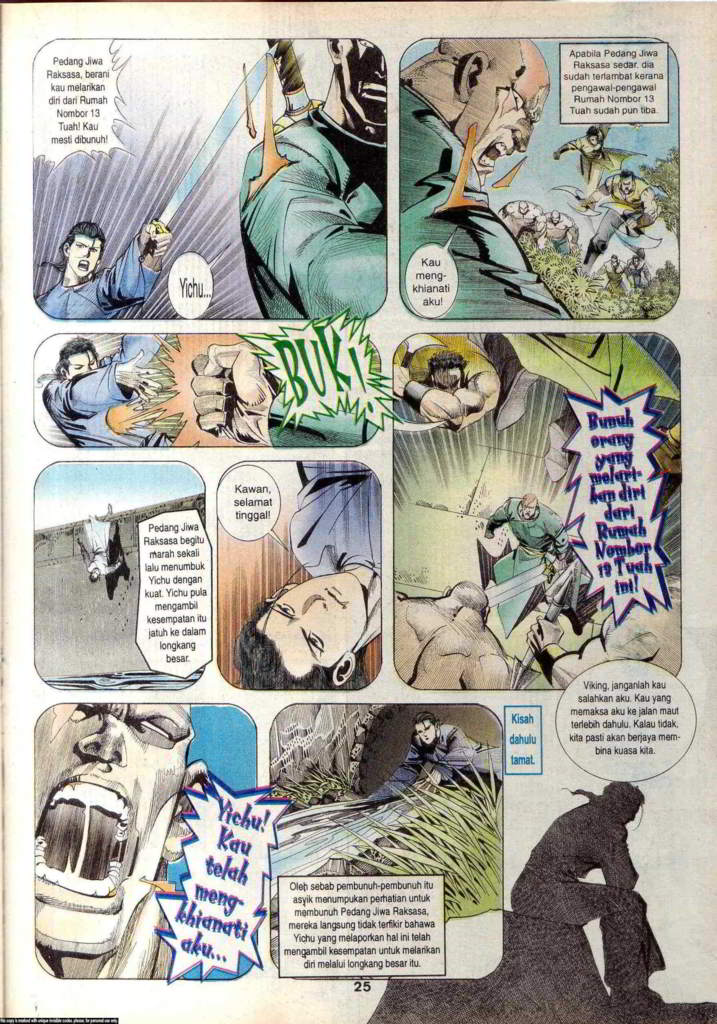 Pedang Jiwa
Raksasa, berani
kau melarikan
diri dari Rumah
Nombor 13
Tuah! Kau
mesti dibunuh!
Yichu...
Apabila Pedang Jiwa
Raksasa sedar, dia
sudah terlambat kerana
pengawal-pengawal
Rumah Nombor 13
Tuah sudah pun tiba.
Kau
meng-
khianati
aku!
BUK!
Bunuh
orang
yang
melari-
kan diri
dari
Rumah
Nombor
13 Tuah
ini!
Pedang Jiwa
Raksasa begitu
marah sekali
lalu menumbuk
Yichu dengan
kuat. Yichu pula
mengambil
kesempatan itu
jatuh ke dalam
longkang
besar.
Kawan,
selamat
tinggal!
Viking, janganlah kau
salahkan aku. Kau yang
memaksa aku ke jalan maut
terlebih dahulu. Kalau tidak,
kita pasti akan berjaya mem-
bina kuasa kita.
Yichu!
Kau
telah
meng-
khianati
aku...
Kisah
dahulu
tamat.
Oleh sebab pembunuh-pembunuh itu
asyik menumpukan perhatian untuk
membunuh Pedang Jiwa Raksasa,
mereka langsung tidak terfikir bahawa
Yichu yang melaporkan hal ini telah
mengambil kesempatan untuk melarikan
diri melalui longkang besar itu.
25